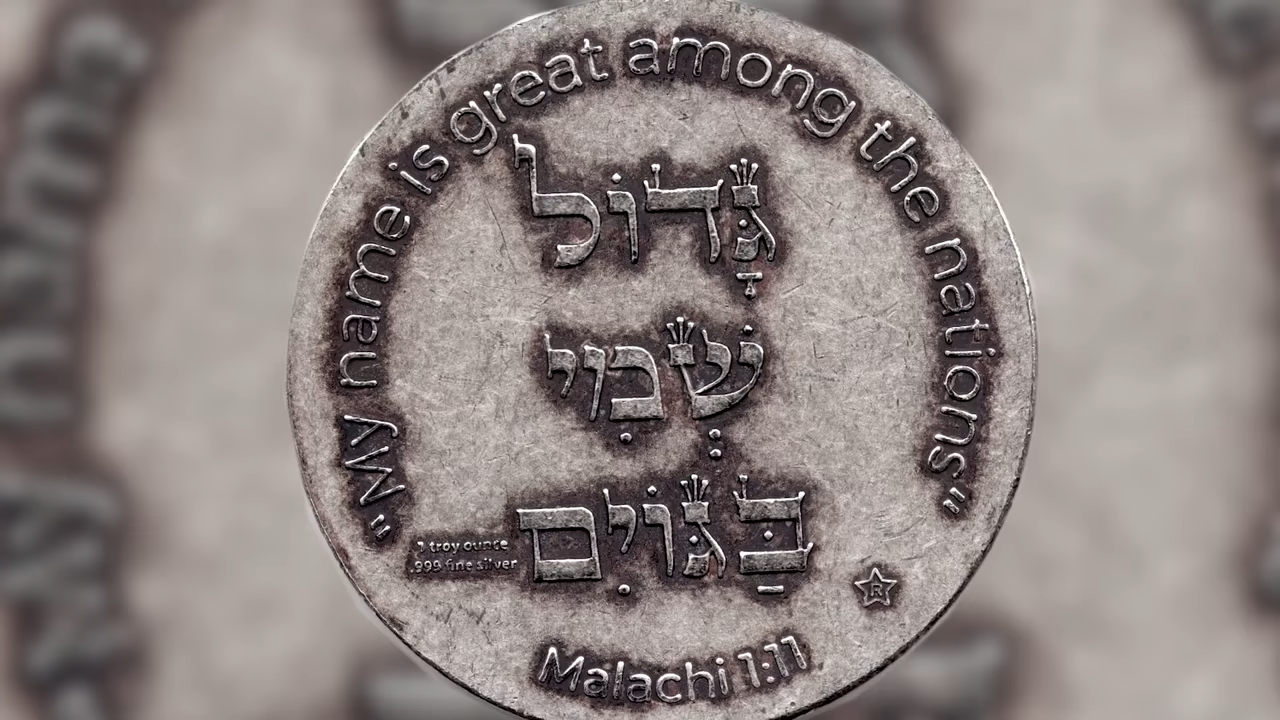 "My name is great among the nations"
גָּדוֹל
שְׁמִי
בַּגּוֹיִם
1 troy ounce
.999 fine silver
R
Malachi 1:11